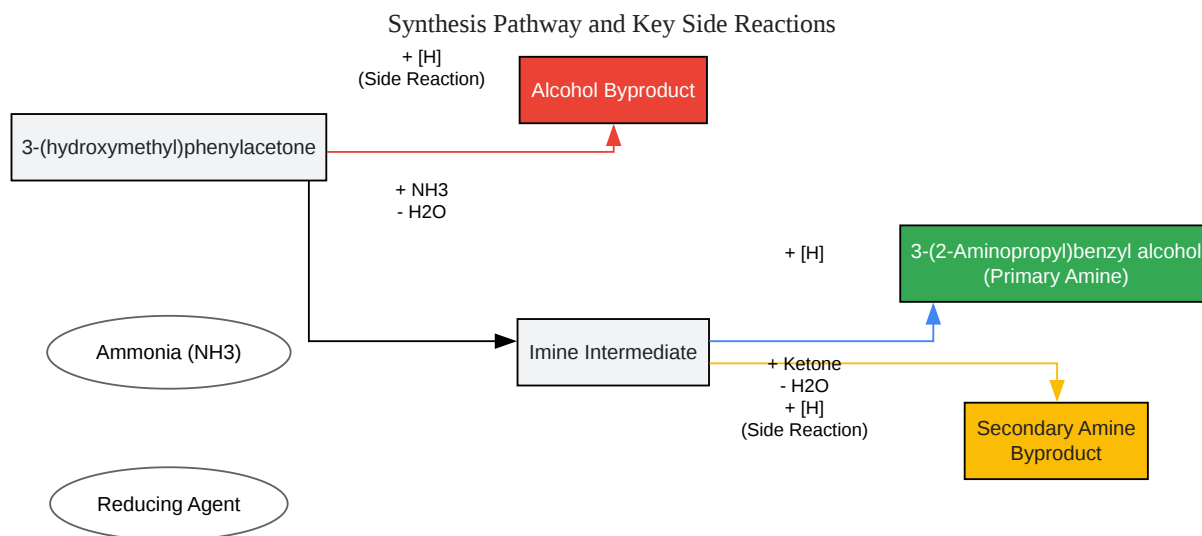 Synthesis Pathway and Key Side Reactions
+ [H]
(Side Reaction)
Alcohol Byproduct
3-(hydroxymethyl)phenylacetone
+ NH3
- H2O
+ [H]
3-(2-Aminopropyl)benzyl alcohol
(Primary Amine)
Ammonia (NH3)
Imine Intermediate
+ Ketone
- H2O
+ [H]
(Side Reaction)
Secondary Amine
Byproduct
Reducing Agent